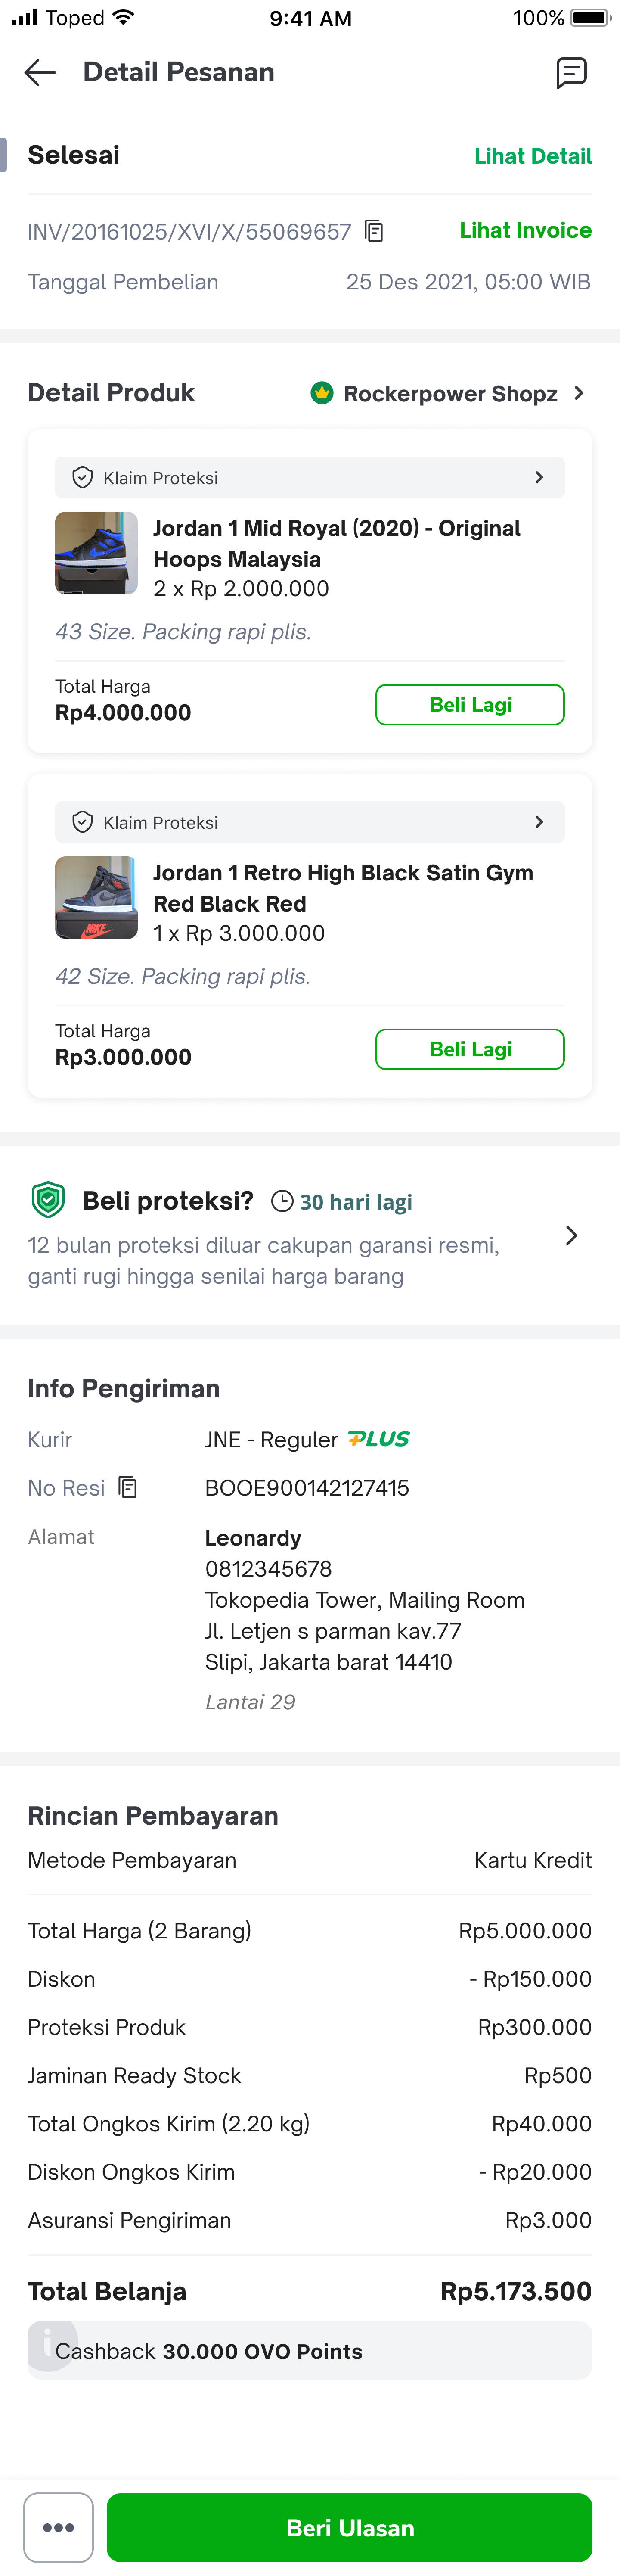 Toped 9:41 AM 100%
Detail Pesanan
Selesai Lihat Detail
INV/20161025/XVI/X/55069657 Lihat Invoice
Tanggal Pembelian 25 Des 2021, 05:00 WIB
Detail Produk Rockerpower Shopz
Klaim Proteksi
Jordan 1 Mid Royal (2020) - Original
Hoops Malaysia
2 x Rp 2.000.000
43 Size. Packing rapi plis.
Total Harga
Rp4.000.000 Beli Lagi
Klaim Proteksi
Jordan 1 Retro High Black Satin Gym
Red Black Red
NIKE
1 x Rp 3.000.000
42 Size. Packing rapi plis.
Total Harga
Rp3.000.000 Beli Lagi
Beli proteksi? 30 hari lagi
12 bulan proteksi diluar cakupan garansi resmi,
ganti rugi hingga senilai harga barang
Info Pengiriman
Kurir JNE - Reguler PLUS
No Resi BOOE900142127415
Alamat Leonardy
0812345678
Tokopedia Tower, Mailing Room
Jl. Letjen s parman kav.77
Slipi, Jakarta barat 14410
Lantai 29
Rincian Pembayaran
Metode Pembayaran Kartu Kredit
Total Harga (2 Barang) Rp5.000.000
Diskon - Rp150.000
Proteksi Produk Rp300.000
Jaminan Ready Stock Rp500
Total Ongkos Kirim (2.20 kg) Rp40.000
Diskon Ongkos Kirim - Rp20.000
Asuransi Pengiriman Rp3.000
Total Belanja Rp5.173.500
Cashback 30.000 OVO Points
Beri Ulasan